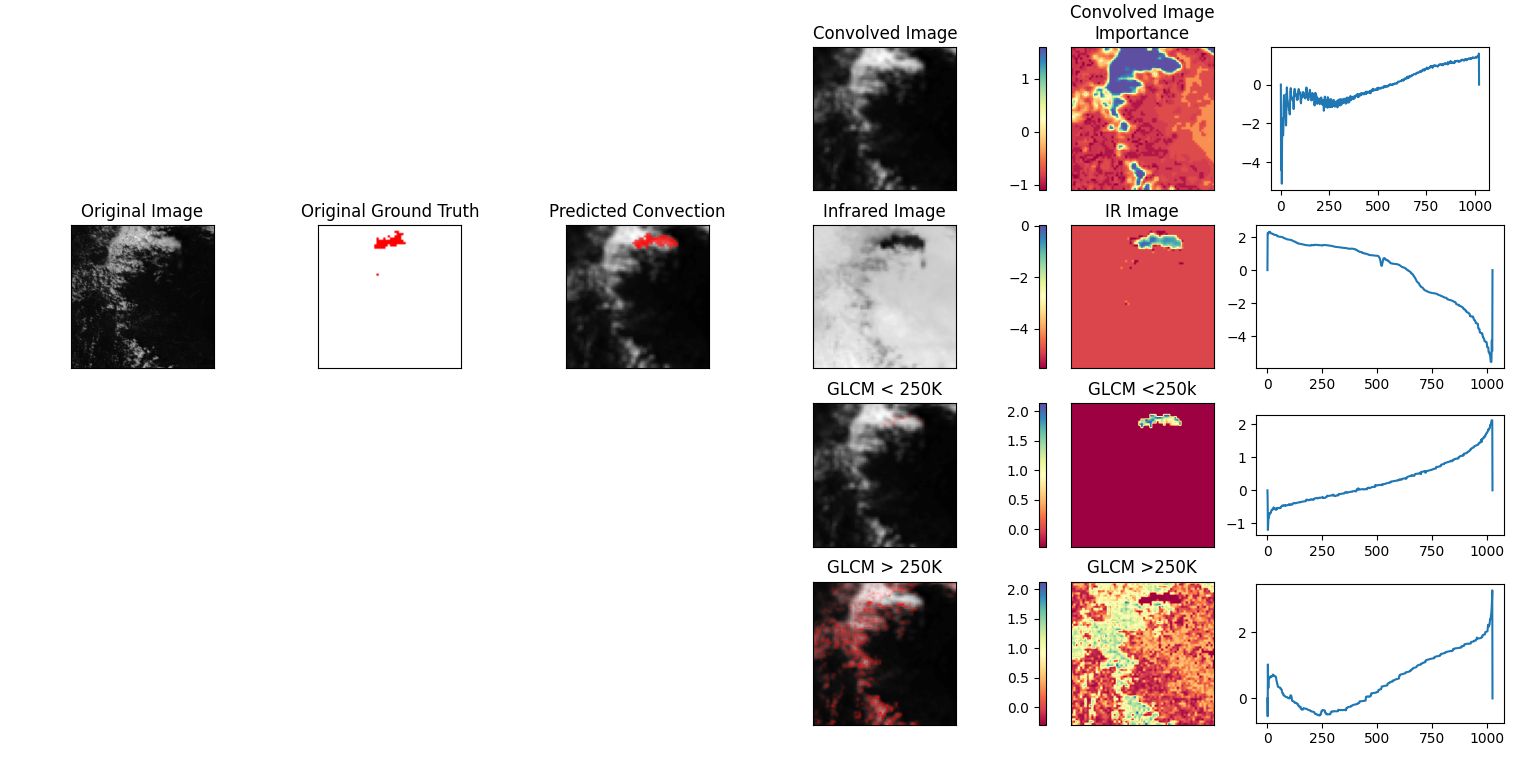 Convolved Image
Convolved Image
Importance
1
0
−1
0
−2
−4
0 250 500 750 1000
Original Image
Original Ground Truth
Predicted Convection
Infrared Image
IR Image
0
−2
−4
2
0
−2
−4
0 250 500 750 1000
GLCM < 250K
GLCM <250k
2.0
1.5
1.0
0.5
0.0
2
1
0
−1
0 250 500 750 1000
GLCM > 250K
GLCM >250K
2.0
1.5
1.0
0.5
0.0
2
0
0 250 500 750 1000